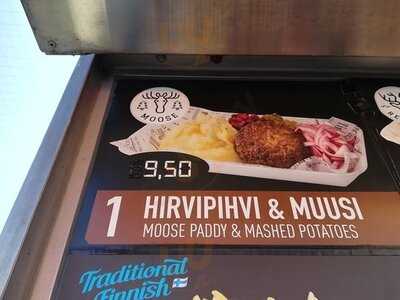 MOOSE
9,50
1 HIRVIPIHVI & MUUSI
MOOSE PADDY & MASHED POTATOES
Traditional
Finnish